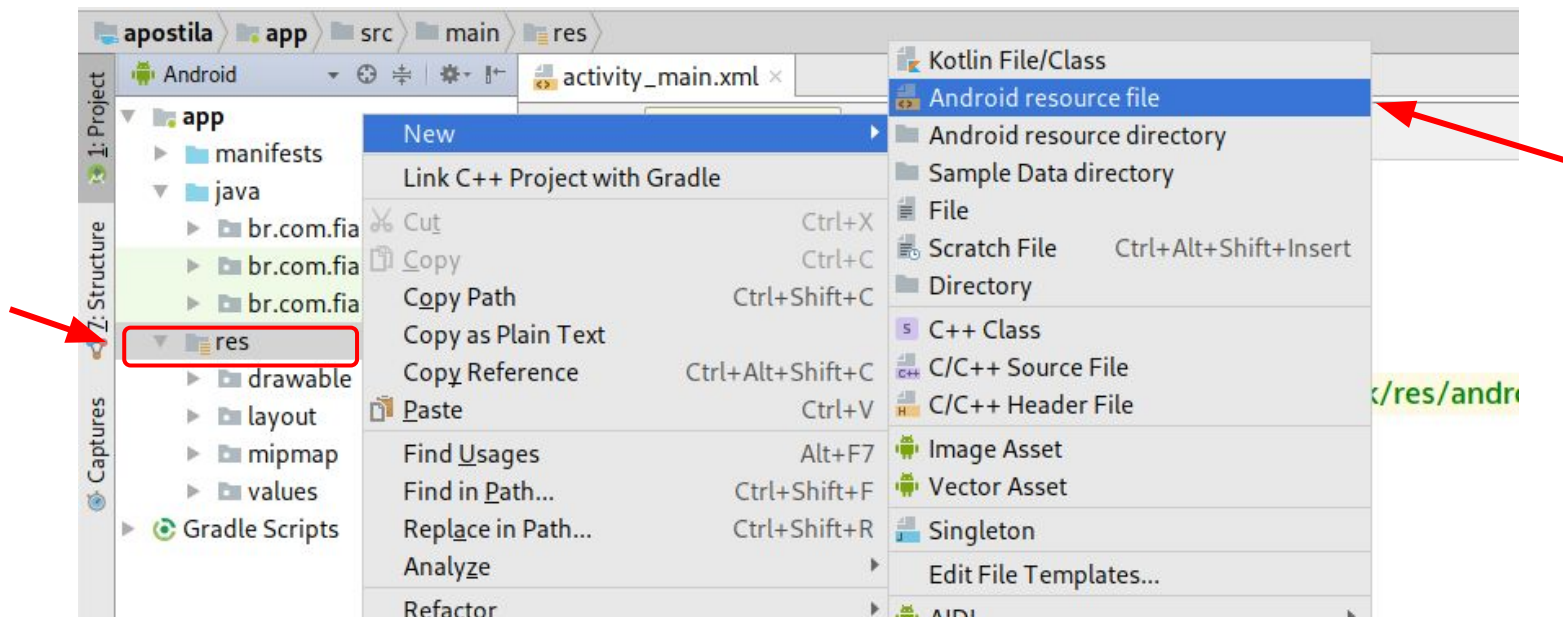 apostila app src main res
Android
activity_main.xml
1: Project
7: Structure
Captures
app
manifests
java
br.com.fia
br.com.fia
br.com.fia
res
drawable
layout
mipmap
values
Gradle Scripts
New
Link C++ Project with Gradle
Cut Ctrl+X
Copy Ctrl+C
Copy Path Ctrl+Shift+C
Copy as Plain Text
Copy Reference Ctrl+Alt+Shift+C
Paste Ctrl+V
Find Usages Alt+F7
Find in Path... Ctrl+Shift+F
Replace in Path... Ctrl+Shift+R
Analyze
Refactor
Kotlin File/Class
Android resource file
Android resource directory
Sample Data directory
File
Scratch File Ctrl+Alt+Shift+Insert
Directory
S C++ Class
C++ C/C++ Source File
H C/C++ Header File
Image Asset
Vector Asset
J Singleton
Edit File Templates...
AIDL
/res/andr